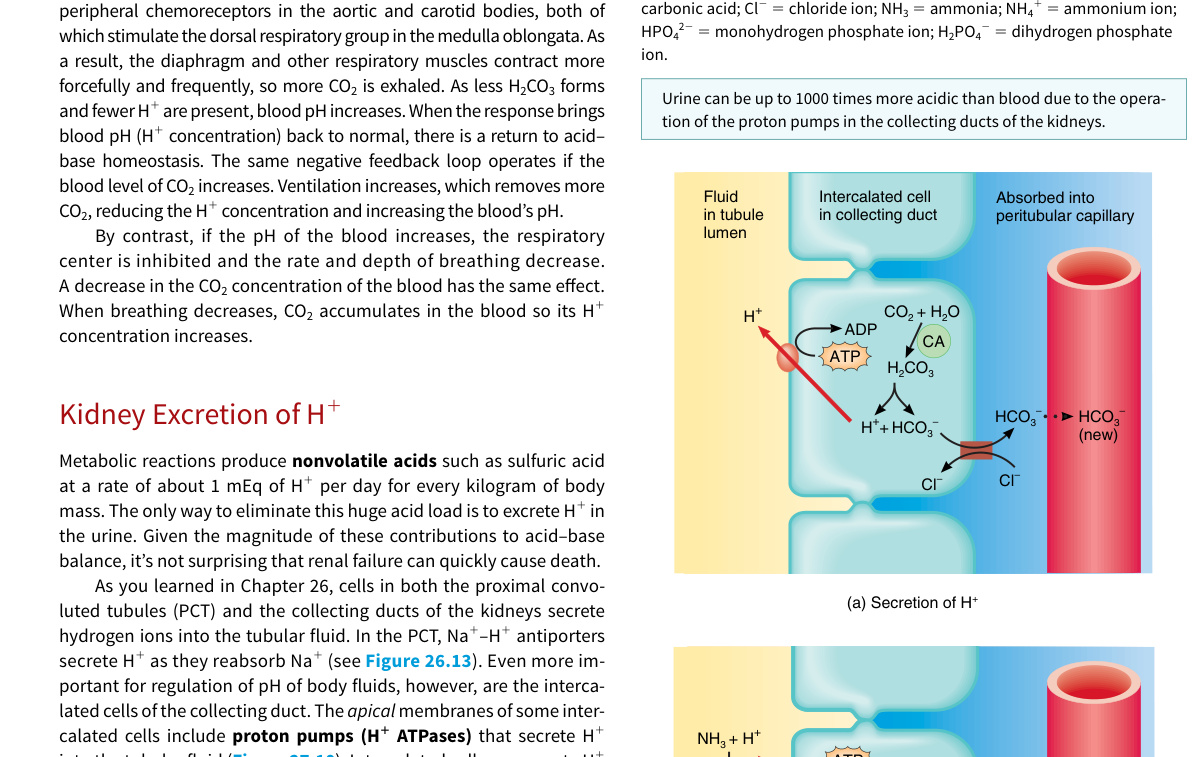 peripheral chemoreceptors in the aortic and carotid bodies, both of
which stimulate the dorsal respiratory group in the medulla oblongata. As
a result, the diaphragm and other respiratory muscles contract more
forcefully and frequently, so more CO₂ is exhaled. As less H₂CO₃ forms
and fewer H⁺ are present, blood pH increases. When the response brings
blood pH (H⁺ concentration) back to normal, there is a return to acid–
base homeostasis. The same negative feedback loop operates if the
blood level of CO₂ increases. Ventilation increases, which removes more
CO₂, reducing the H⁺ concentration and increasing the blood’s pH.
By contrast, if the pH of the blood increases, the respiratory
center is inhibited and the rate and depth of breathing decrease.
A decrease in the CO₂ concentration of the blood has the same effect.
When breathing decreases, CO₂ accumulates in the blood so its H⁺
concentration increases.
Kidney Excretion of H⁺
Metabolic reactions produce nonvolatile acids such as sulfuric acid
at a rate of about 1 mEq of H⁺ per day for every kilogram of body
mass. The only way to eliminate this huge acid load is to excrete H⁺ in
the urine. Given the magnitude of these contributions to acid–base
balance, it’s not surprising that renal failure can quickly cause death.
As you learned in Chapter 26, cells in both the proximal convo-
luted tubules (PCT) and the collecting ducts of the kidneys secrete
hydrogen ions into the tubular fluid. In the PCT, Na⁺–H⁺ antiporters
secrete H⁺ as they reabsorb Na⁺ (see Figure 26.13). Even more im-
portant for regulation of pH of body fluids, however, are the interca-
lated cells of the collecting duct. The apical membranes of some inter-
calated cells include proton pumps (H⁺ ATPases) that secrete H⁺
carbonic acid; Cl⁻ = chloride ion; NH₃ = ammonia; NH₄⁺ = ammonium ion;
HPO₄²⁻ = monohydrogen phosphate ion; H₂PO₄⁻ = dihydrogen phosphate
ion.
Urine can be up to 1000 times more acidic than blood due to the opera-
tion of the proton pumps in the collecting ducts of the kidneys.
Fluid
in tubule
lumen
Intercalated cell
in collecting duct
Absorbed into
peritubular capillary
H⁺
ADP
ATP
CO₂ + H₂O
CA
H₂CO₃
H⁺ + HCO₃⁻
HCO₃⁻
HCO₃⁻
(new)
Cl⁻
Cl⁻
(a) Secretion of H⁺
NH₃ + H⁺
ATP